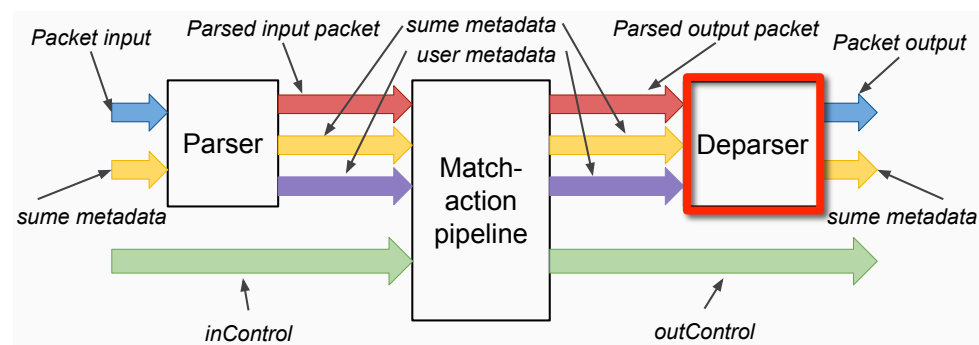 Packet input
Parsed input packet
sume metadata
user metadata
Parsed output packet
Packet output
Parser
Match-
action
pipeline
Deparser
sume metadata
sume metadata
inControl
outControl